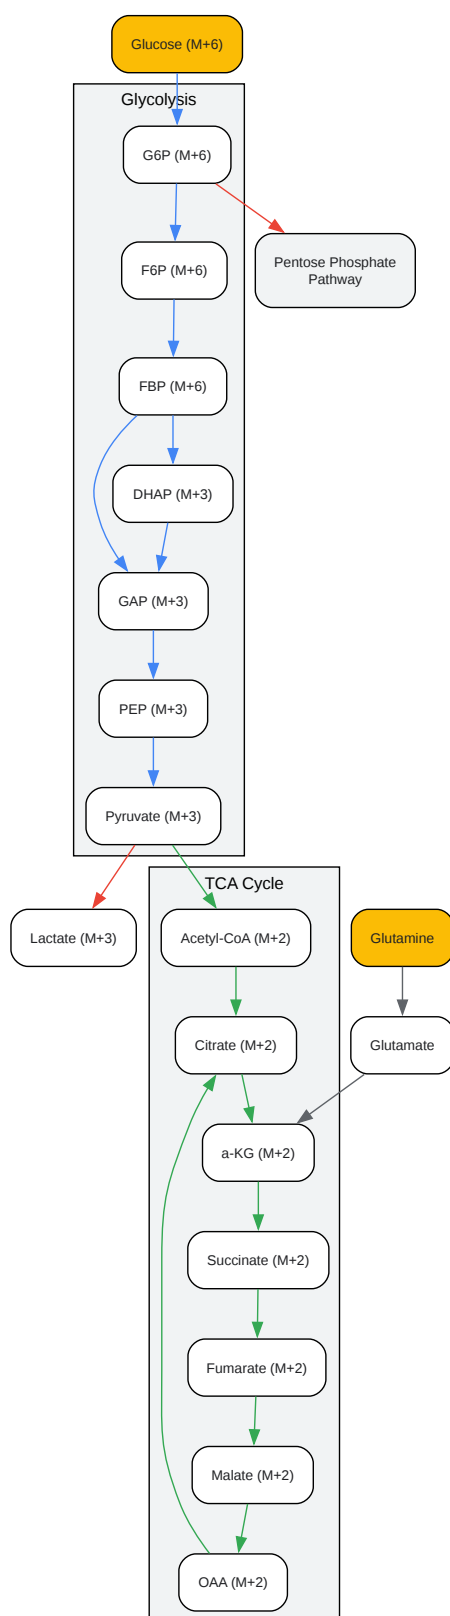 Glucose (M+6)
Glycolysis
G6P (M+6)
Pentose Phosphate
Pathway
F6P (M+6)
FBP (M+6)
DHAP (M+3)
GAP (M+3)
PEP (M+3)
Pyruvate (M+3)
TCA Cycle
Lactate (M+3)
Acetyl-CoA (M+2)
Glutamine
Citrate (M+2)
Glutamate
a-KG (M+2)
Succinate (M+2)
Fumarate (M+2)
Malate (M+2)
OAA (M+2)